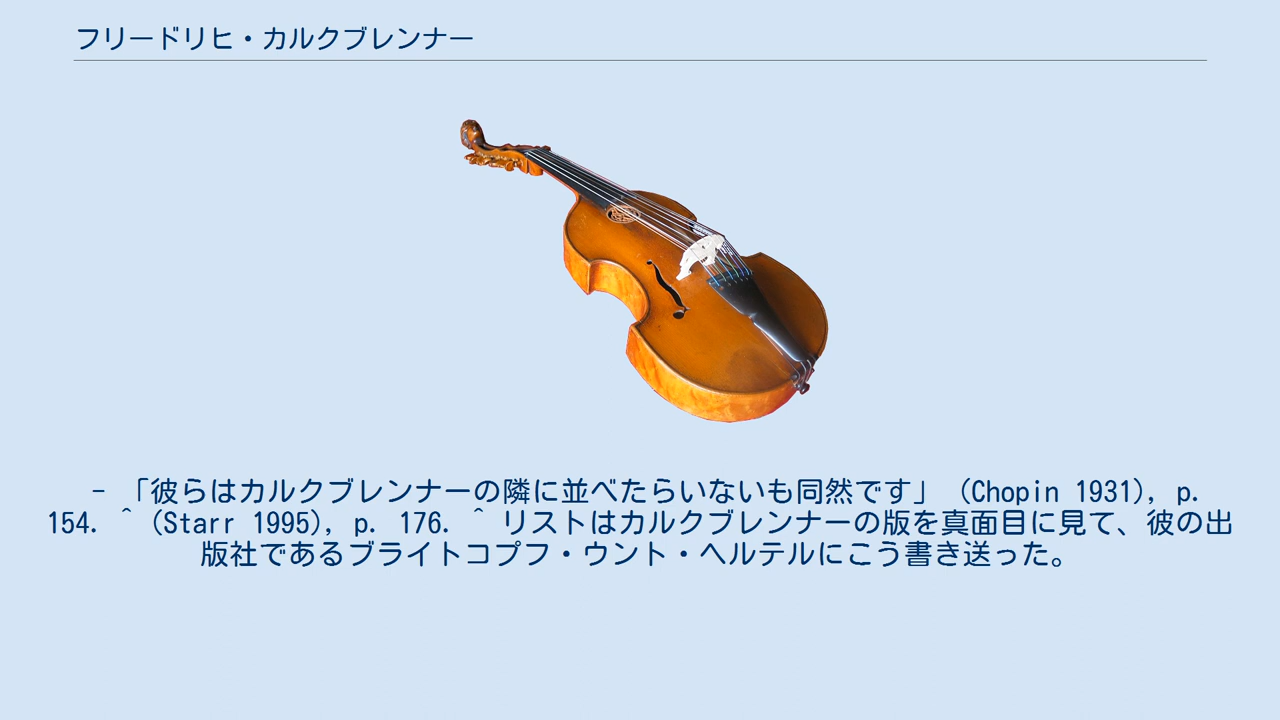 フリードリヒ・カルクブレンナー
- 「彼らはカルクブレンナーの隣に並べたらいないも同然です」 (Chopin 1931), p.
154. ^ (Starr 1995), p. 176. ^ リストはカルクブレンナーの版を真面目に見て、彼の出
版社であるブライトコプフ・ウント・ヘルテルにこう書き送った。